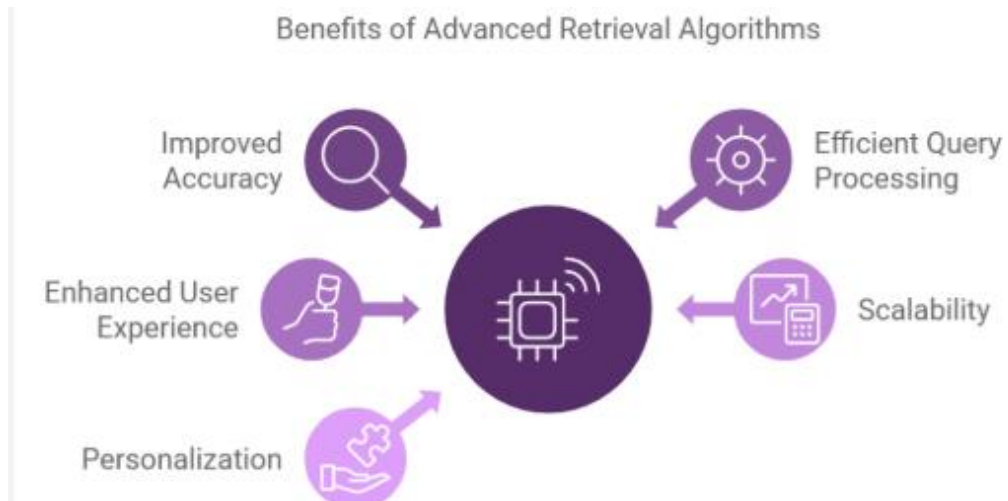 Benefits of Advanced Retrieval Algorithms
Improved
Accuracy
Efficient Query
Processing
Enhanced User
Experience
Scalability
Personalization